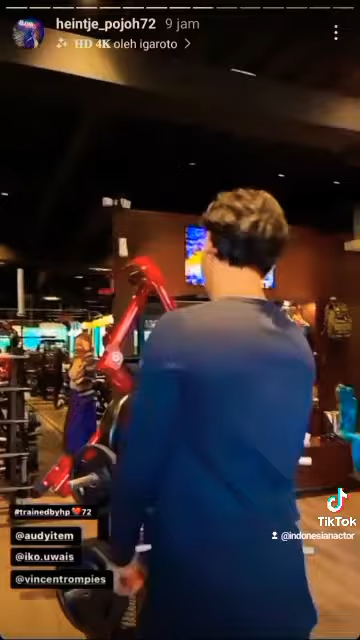 heintje_pojoh72 9 jam
HD 4K oleh igaroto >
#trainedbyhp ❤️72
@audyitem
@iko.uwais
@vincentrompies
TikTok
@indonesianactor